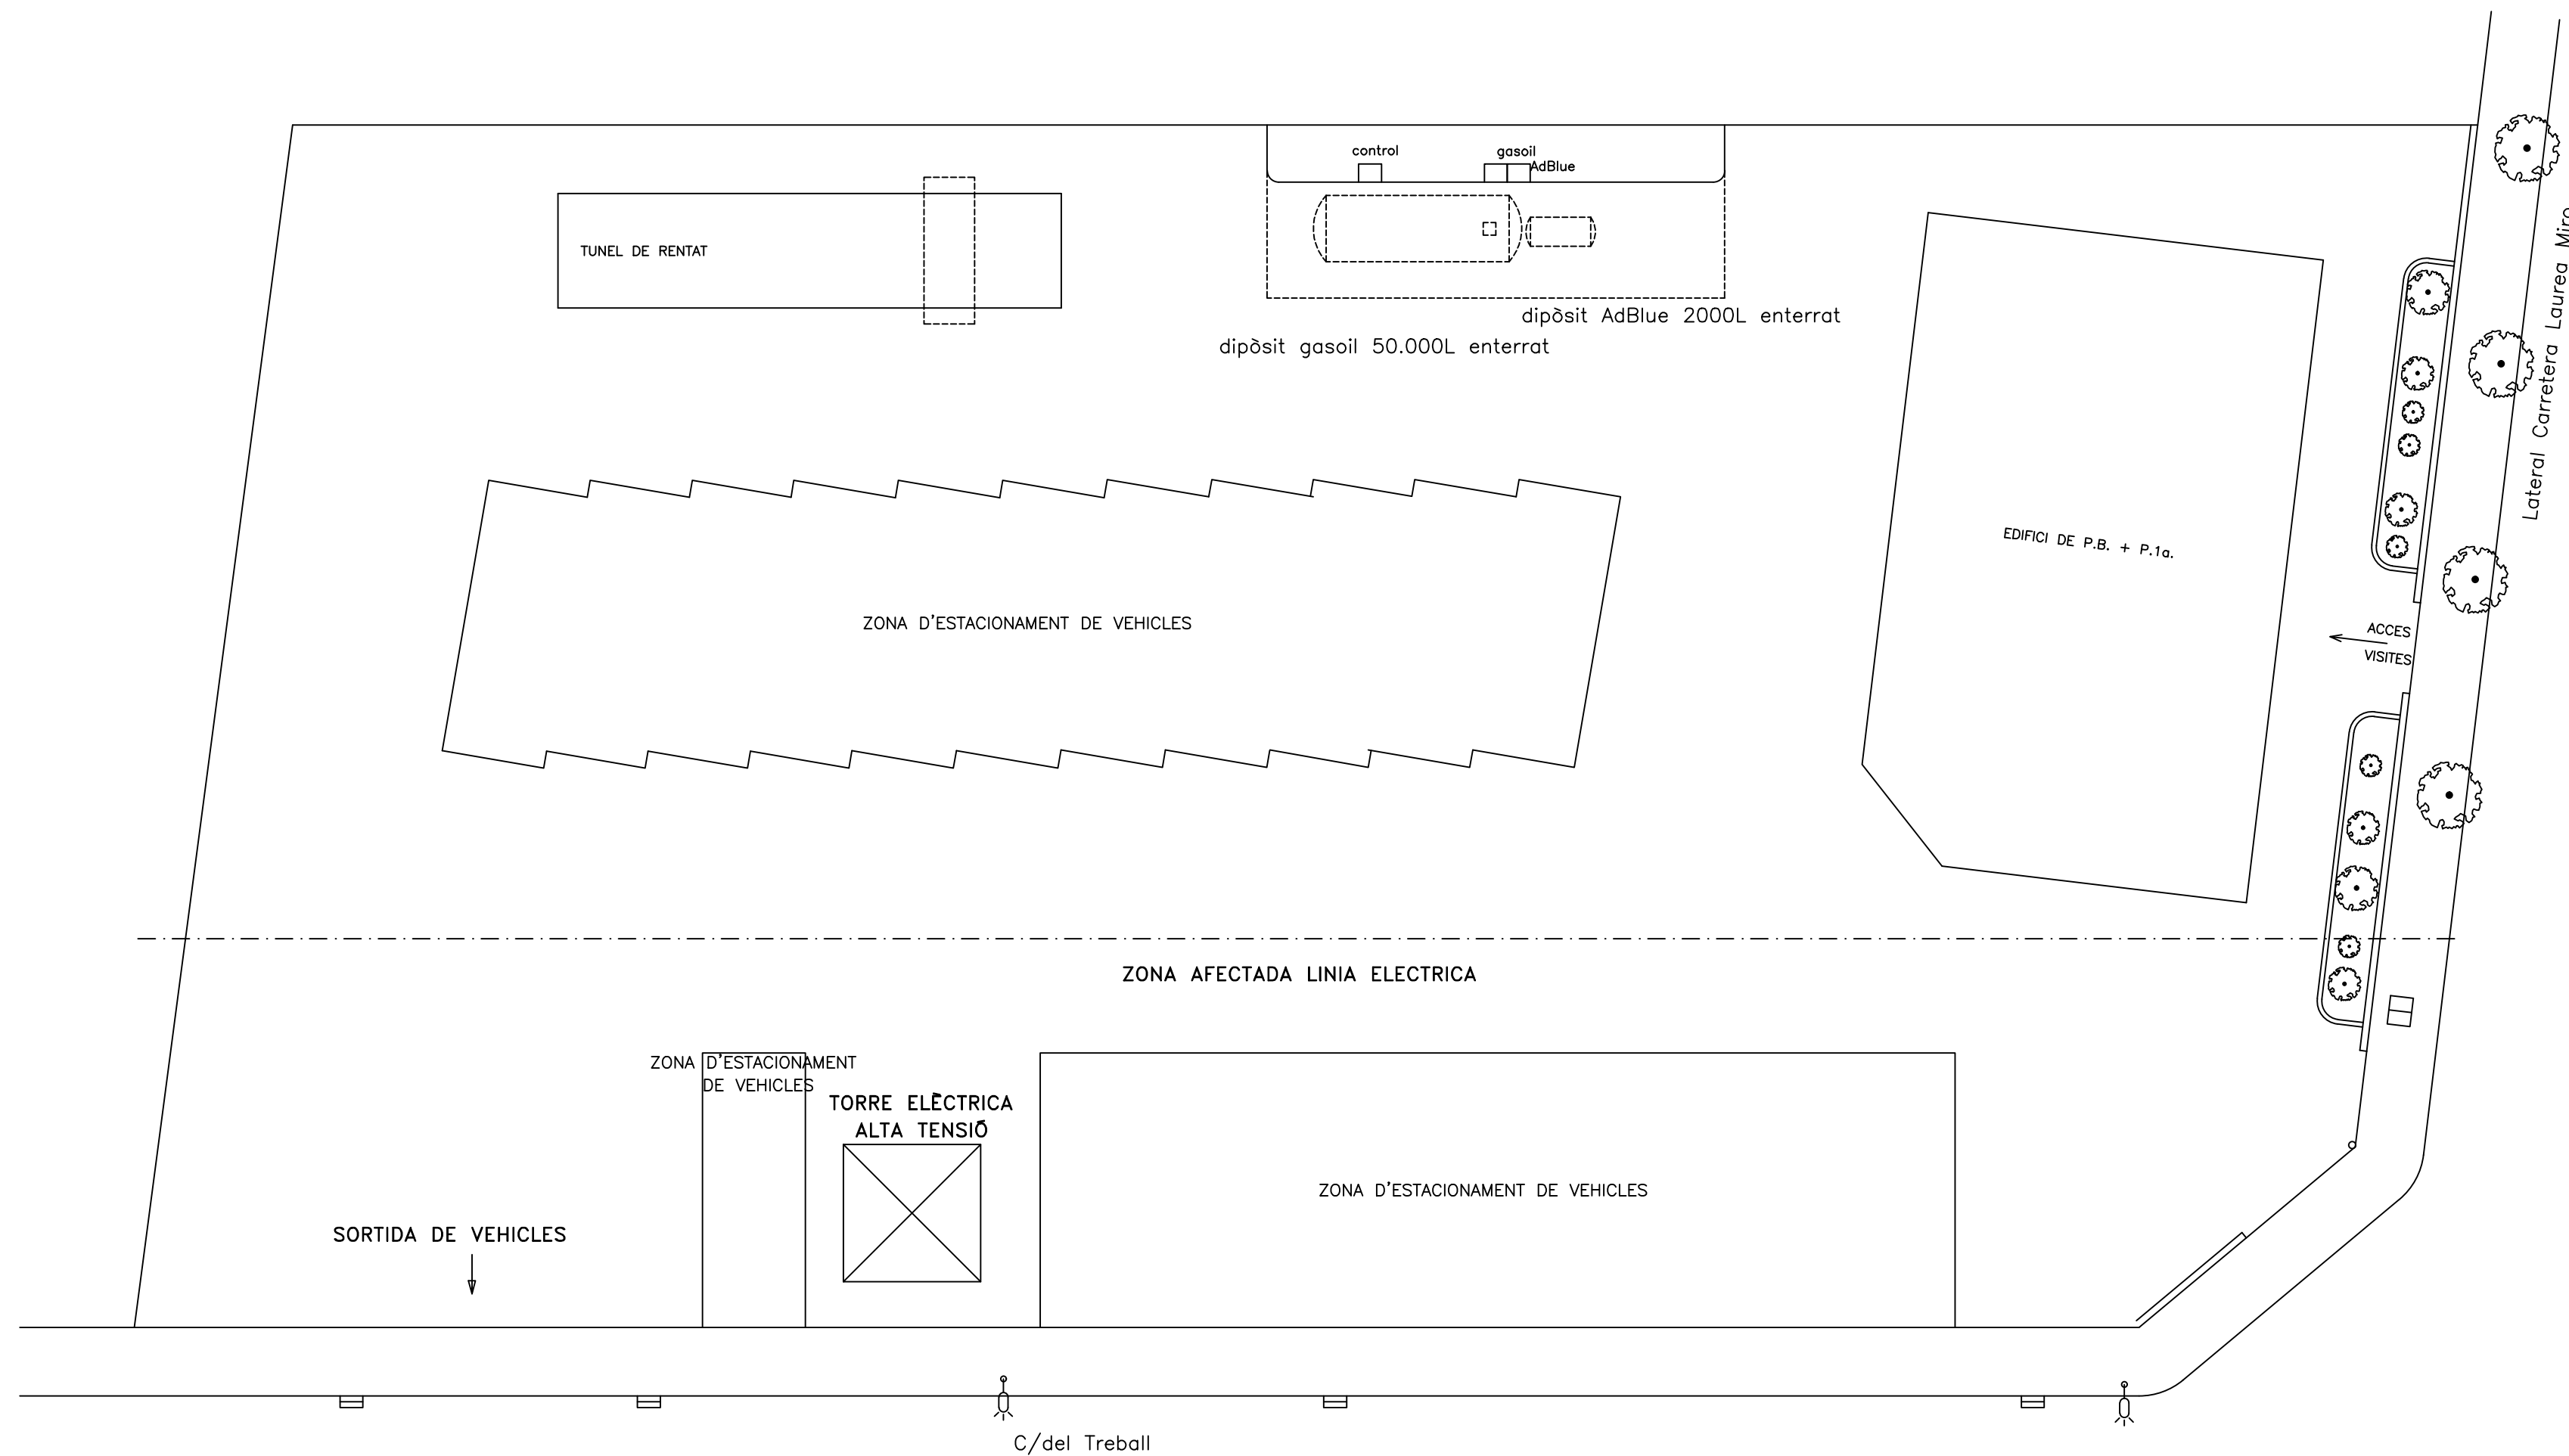 control
gasoil
AdBlue
TUNEL DE RENTAT
dipòsit AdBlue 2000L enterrat
dipòsit gasoil 50.000L enterrat
Lateral Carretera Laurea Miro
EDIFICI DE P.B. + P.1a.
ZONA D'ESTACIONAMENT DE VEHICLES
ACCES
VISITES
ZONA AFECTADA LINIA ELECTRICA
ZONA D'ESTACIONAMENT
DE VEHICLES
TORRE ELÈCTRICA
ALTA TENSIÓ
ZONA D'ESTACIONAMENT DE VEHICLES
SORTIDA DE VEHICLES
C/del Treball